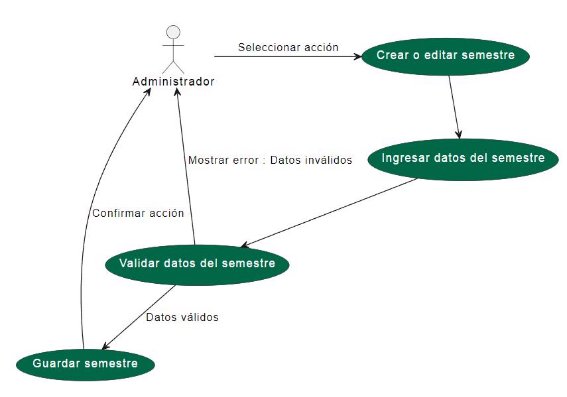 Seleccionar acción
Crear o editar semestre
Administrador
Ingresar datos del semestre
Mostrar error : Datos inválidos
Confirmar acción
Validar datos del semestre
Datos válidos
Guardar semestre